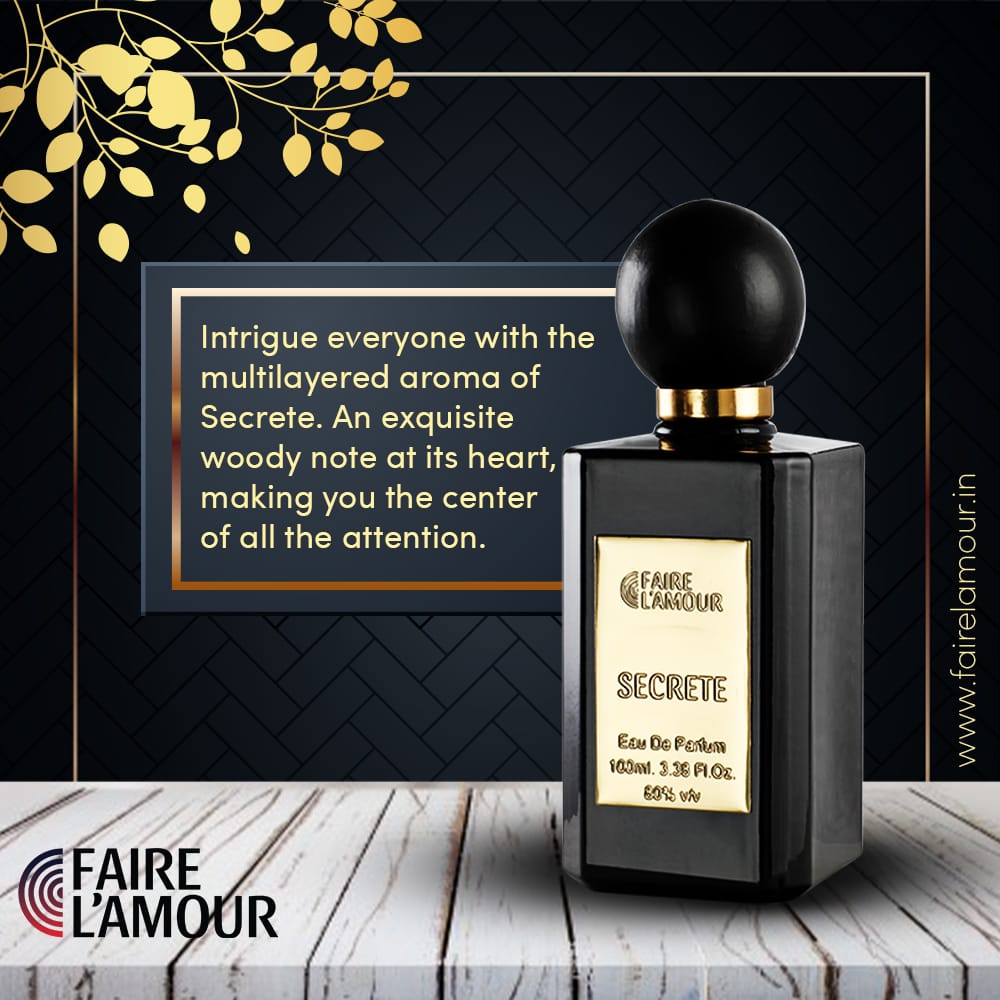 Intrigue everyone with the
multilayered aroma of
Secrete. An exquisite
woody note at its heart,
making you the center
of all the attention.
FAIRE
L'AMOUR
SECRETE
Eau De Parfum
100ml. 3.38 Fl.Oz.
80% v/v
www.fairelamour.in
FAIRE
L'AMOUR